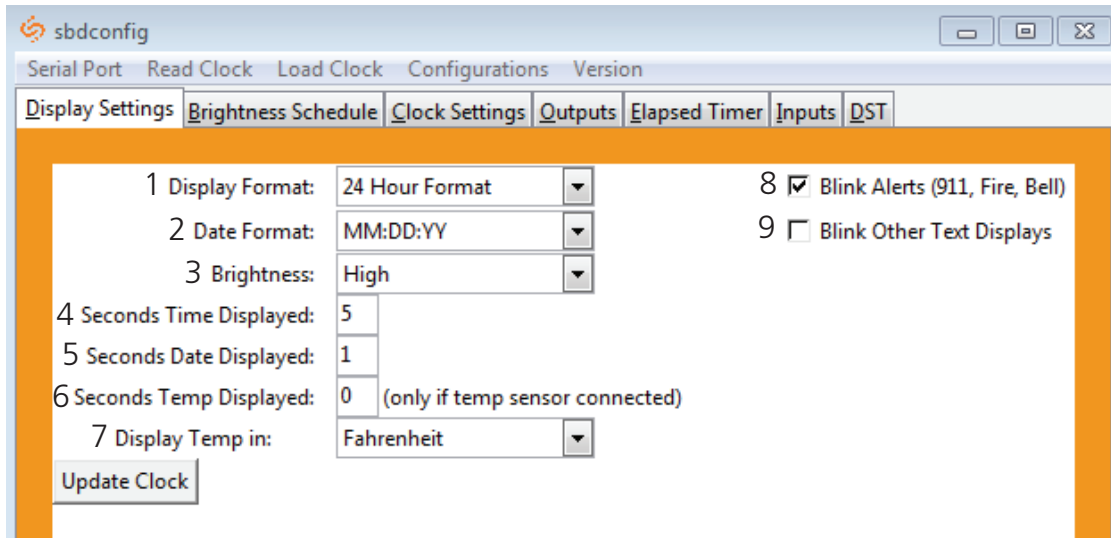 sbdconfig
Serial Port Read Clock Load Clock Configurations Version
Display Settings Brightness Schedule Clock Settings Outputs Elapsed Timer Inputs DST
1 Display Format: 24 Hour Format 8 Blink Alerts (911, Fire, Bell)
2 Date Format: MM:DD:YY 9 Blink Other Text Displays
3 Brightness: High
4 Seconds Time Displayed: 5
5 Seconds Date Displayed: 1
6 Seconds Temp Displayed: 0 (only if temp sensor connected)
7 Display Temp in: Fahrenheit
Update Clock